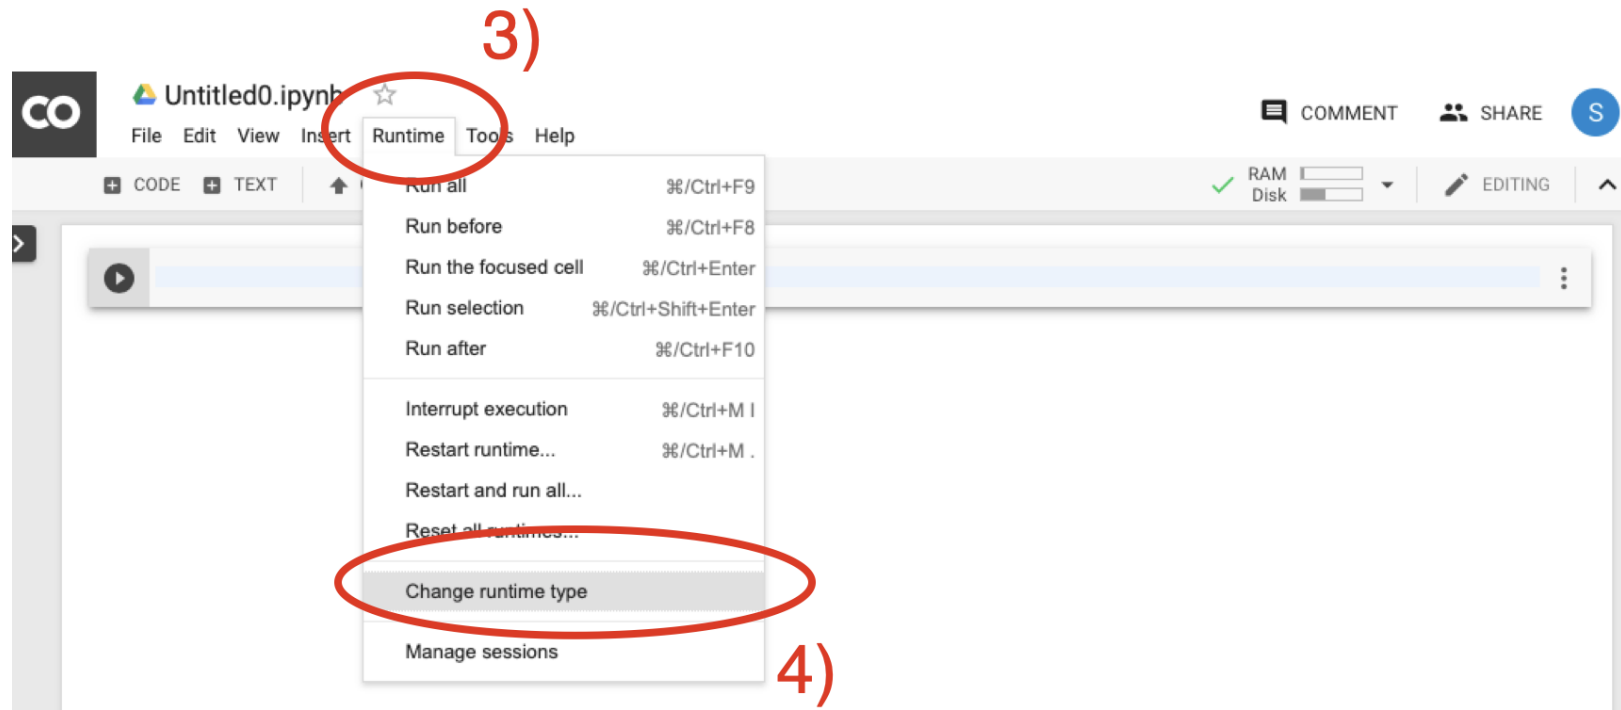 3)
CO
Untitled0.ipynb
File Edit View Insert Runtime Tools Help
COMMENT
SHARE
S
CODE
TEXT
RAM
Disk
EDITING
Run all ⌘/Ctrl+F9
Run before ⌘/Ctrl+F8
Run the focused cell ⌘/Ctrl+Enter
Run selection ⌘/Ctrl+Shift+Enter
Run after ⌘/Ctrl+F10
Interrupt execution ⌘/Ctrl+M I
Restart runtime... ⌘/Ctrl+M .
Restart and run all...
Reset all runtimes...
Change runtime type
Manage sessions
4)